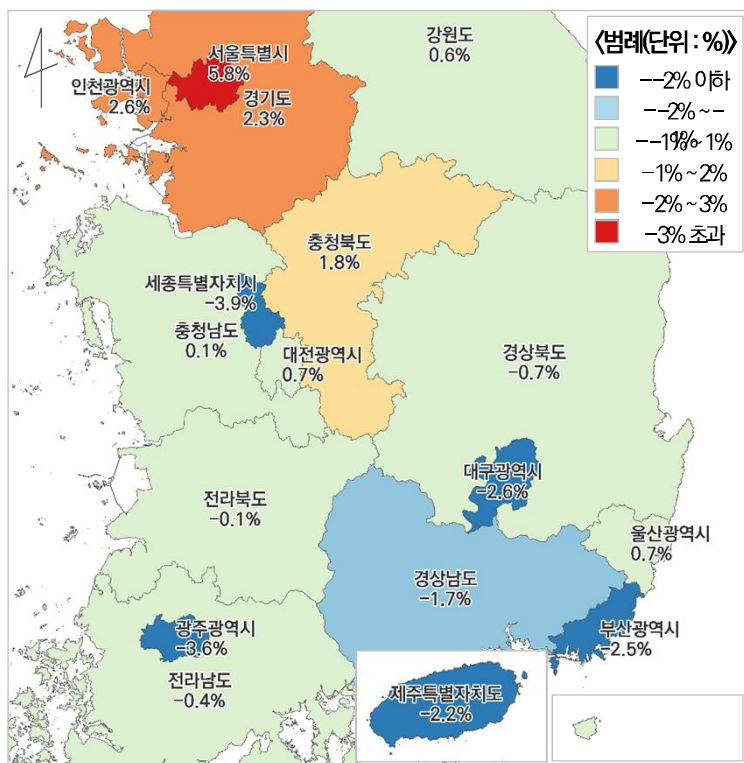 강원도
0.6%
서울특별시
5.8%
인천광역시
2.6%
경기도
2.3%
〈범례(단위 : %)〉
−-2% 이하
−-2% ~ -
1%
−-1% ~ 1%
-1% ~ 2%
-2% ~ 3%
-3% 초과
충청북도
1.8%
세종특별자치시
-3.9%
충청남도
0.1%
대전광역시
0.7%
경상북도
-0.7%
대구광역시
-2.6%
전라북도
-0.1%
울산광역시
0.7%
경상남도
-1.7%
광주광역시
-3.6%
부산광역시
-2.5%
전라남도
-0.4%
제주특별자치도
-2.2%